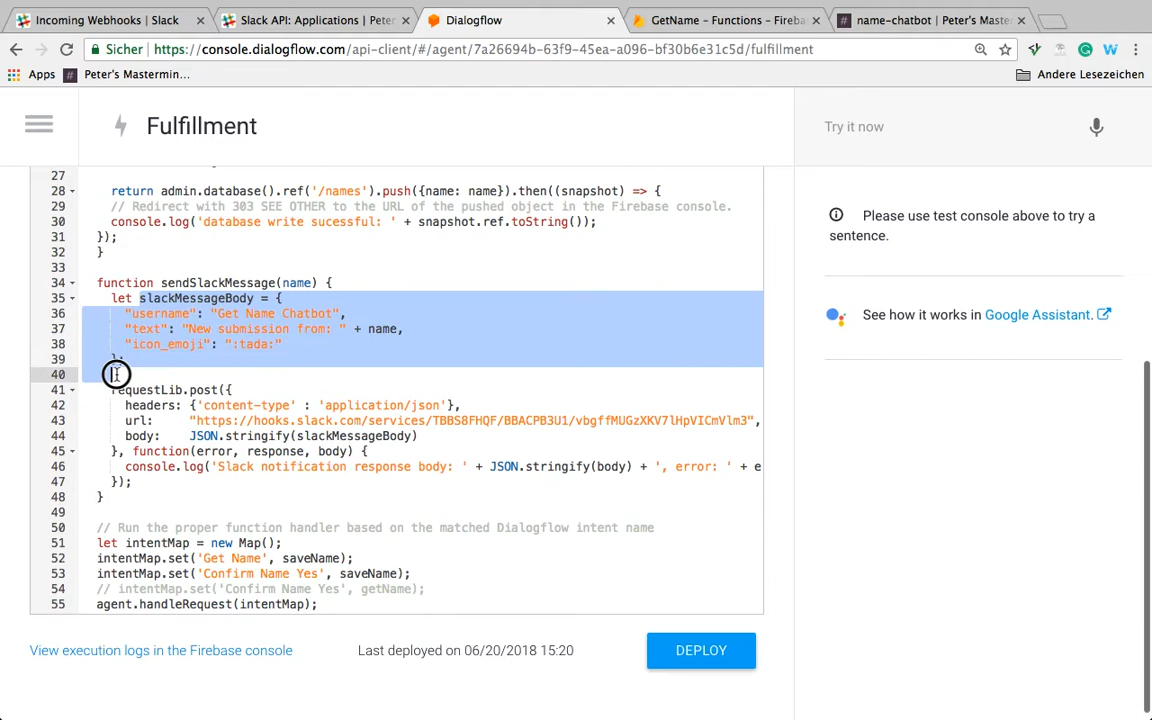 Incoming Webhooks | Slack
Slack API: Applications | Peter
Dialogflow
GetName – Functions – Fireba
name-chatbot | Peter's Maste
Sicher
https://console.dialogflow.com/api-client/#/agent/7a26694b-63f9-45ea-a096-bf30b6e31c5d/fulfillment
Apps
Peter's Mastermin...
Andere Lesezeichen
Fulfillment
Try it now
27
28 return admin.database().ref('/names').push({name: name}).then((snapshot) => {
29 // Redirect with 303 SEE OTHER to the URL of the pushed object in the Firebase console.
30 console.log('database write sucessful: ' + snapshot.ref.toString());
31 });
32 }
33
34 function sendSlackMessage(name) {
35 let slackMessageBody = {
36 "username": "Get Name Chatbot",
37 "text": "New submission from: " + name,
38 "icon_emoji": ":tada:"
39 };
40
41 requestLib.post({
42 headers: {'content-type' : 'application/json'},
43 url: "https://hooks.slack.com/services/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",
44 body: JSON.stringify(slackMessageBody)
45 }, function(error, response, body) {
46 console.log('Slack notification response body: ' + JSON.stringify(body) + ', error: ' + e
47 });
48 }
49
50 // Run the proper function handler based on the matched Dialogflow intent name
51 let intentMap = new Map();
52 intentMap.set('Get Name', saveName);
53 intentMap.set('Confirm Name Yes', saveName);
54 // intentMap.set('Confirm Name Yes', getName);
55 agent.handleRequest(intentMap);
Please use test console above to try a
sentence.
See how it works in Google Assistant.
View execution logs in the Firebase console
Last deployed on 06/20/2018 15:20
DEPLOY